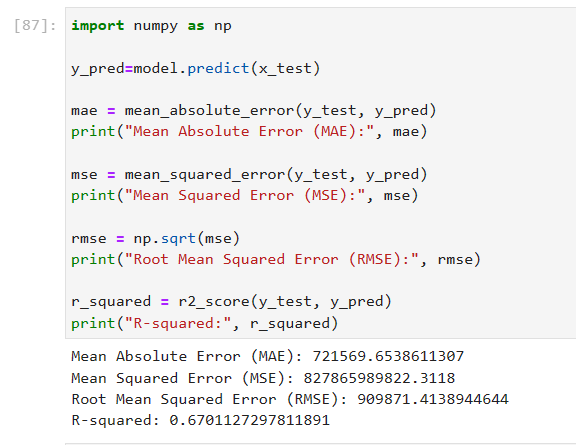 [87]: import numpy as np
y_pred=model.predict(x_test)
mae = mean_absolute_error(y_test, y_pred)
print("Mean Absolute Error (MAE):", mae)
mse = mean_squared_error(y_test, y_pred)
print("Mean Squared Error (MSE):", mse)
rmse = np.sqrt(mse)
print("Root Mean Squared Error (RMSE):", rmse)
r_squared = r2_score(y_test, y_pred)
print("R-squared:", r_squared)
Mean Absolute Error (MAE): 721569.6538611307
Mean Squared Error (MSE): 827865989822.3118
Root Mean Squared Error (RMSE): 909871.4138944644
R-squared: 0.6701127297811891